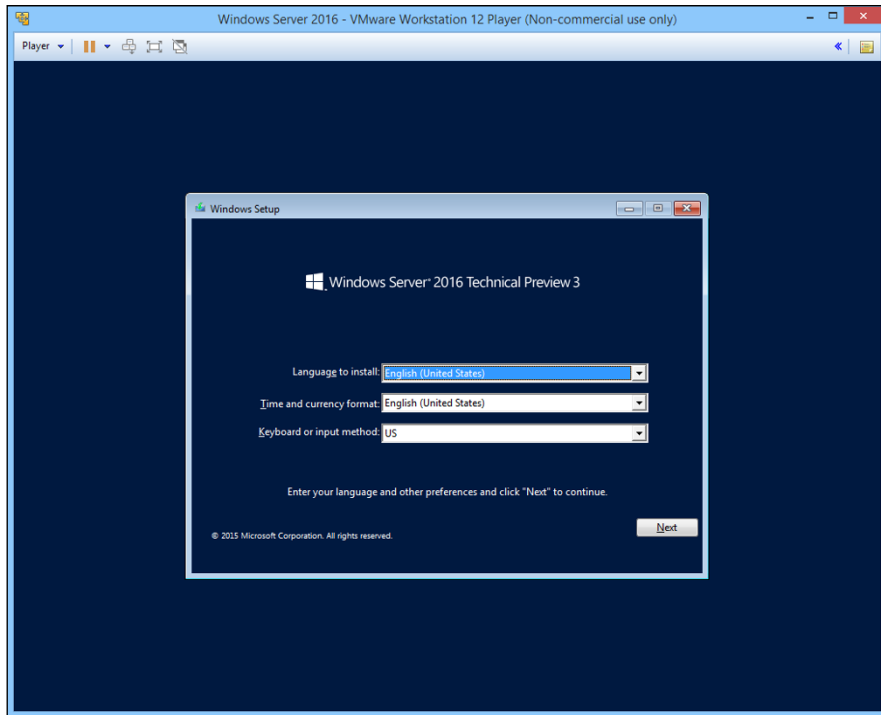 Windows Server 2016 - VMware Workstation 12 Player (Non-commercial use only)
Player
Windows Setup
Windows Server® 2016 Technical Preview 3
Language to install: English (United States)
Time and currency format: English (United States)
Keyboard or input method: US
Enter your language and other preferences and click "Next" to continue.
Next
© 2015 Microsoft Corporation. All rights reserved.